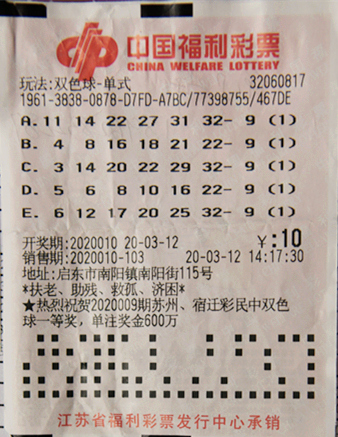 中国福利彩票
CHINA WELFARE LOTTERY
玩法:双色球-单式 32060817
1961-3838-0878-D7FD-A7BC/77398755/467DE
A.11 14 22 27 31 32- 9 (1)
B. 4 8 16 18 21 22- 9 (1)
C. 3 14 20 22 25 32- 9 (1)
D. 5 6 8 10 16 22- 9 (1)
E. 6 12 17 20 25 32- 9 (1)
开奖期:2020010 20-03-12 ¥:10
销售期:2020010-103 20-03-12 14:17:30
地址:启东市南阳镇南阳街115号
*扶老、助残、救孤、济困*
★热烈祝贺2020009期苏州、宿迁彩民中双色
球一等奖，单注奖金600万
江苏省福利彩票发行中心承销